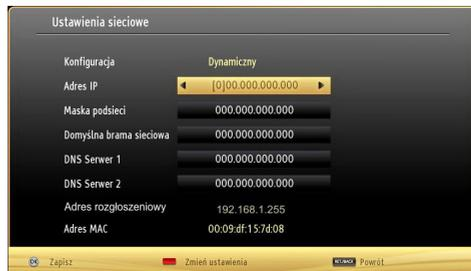 Ustawienia sieciowe
Konfiguracja Dynamiczny
Adres IP [0]00.000.000.000
Maska podsieci 000.000.000.000
Domyślna brama sieciowa 000.000.000.000
DNS Serwer 1 000.000.000.000
DNS Serwer 2 000.000.000.000
Adres rozgłoszeniowy 192.168.1.255
Adres MAC 00:09:df:15:7d:08
OK Zapisz Zmień ustawienia RET./BACK Powrót